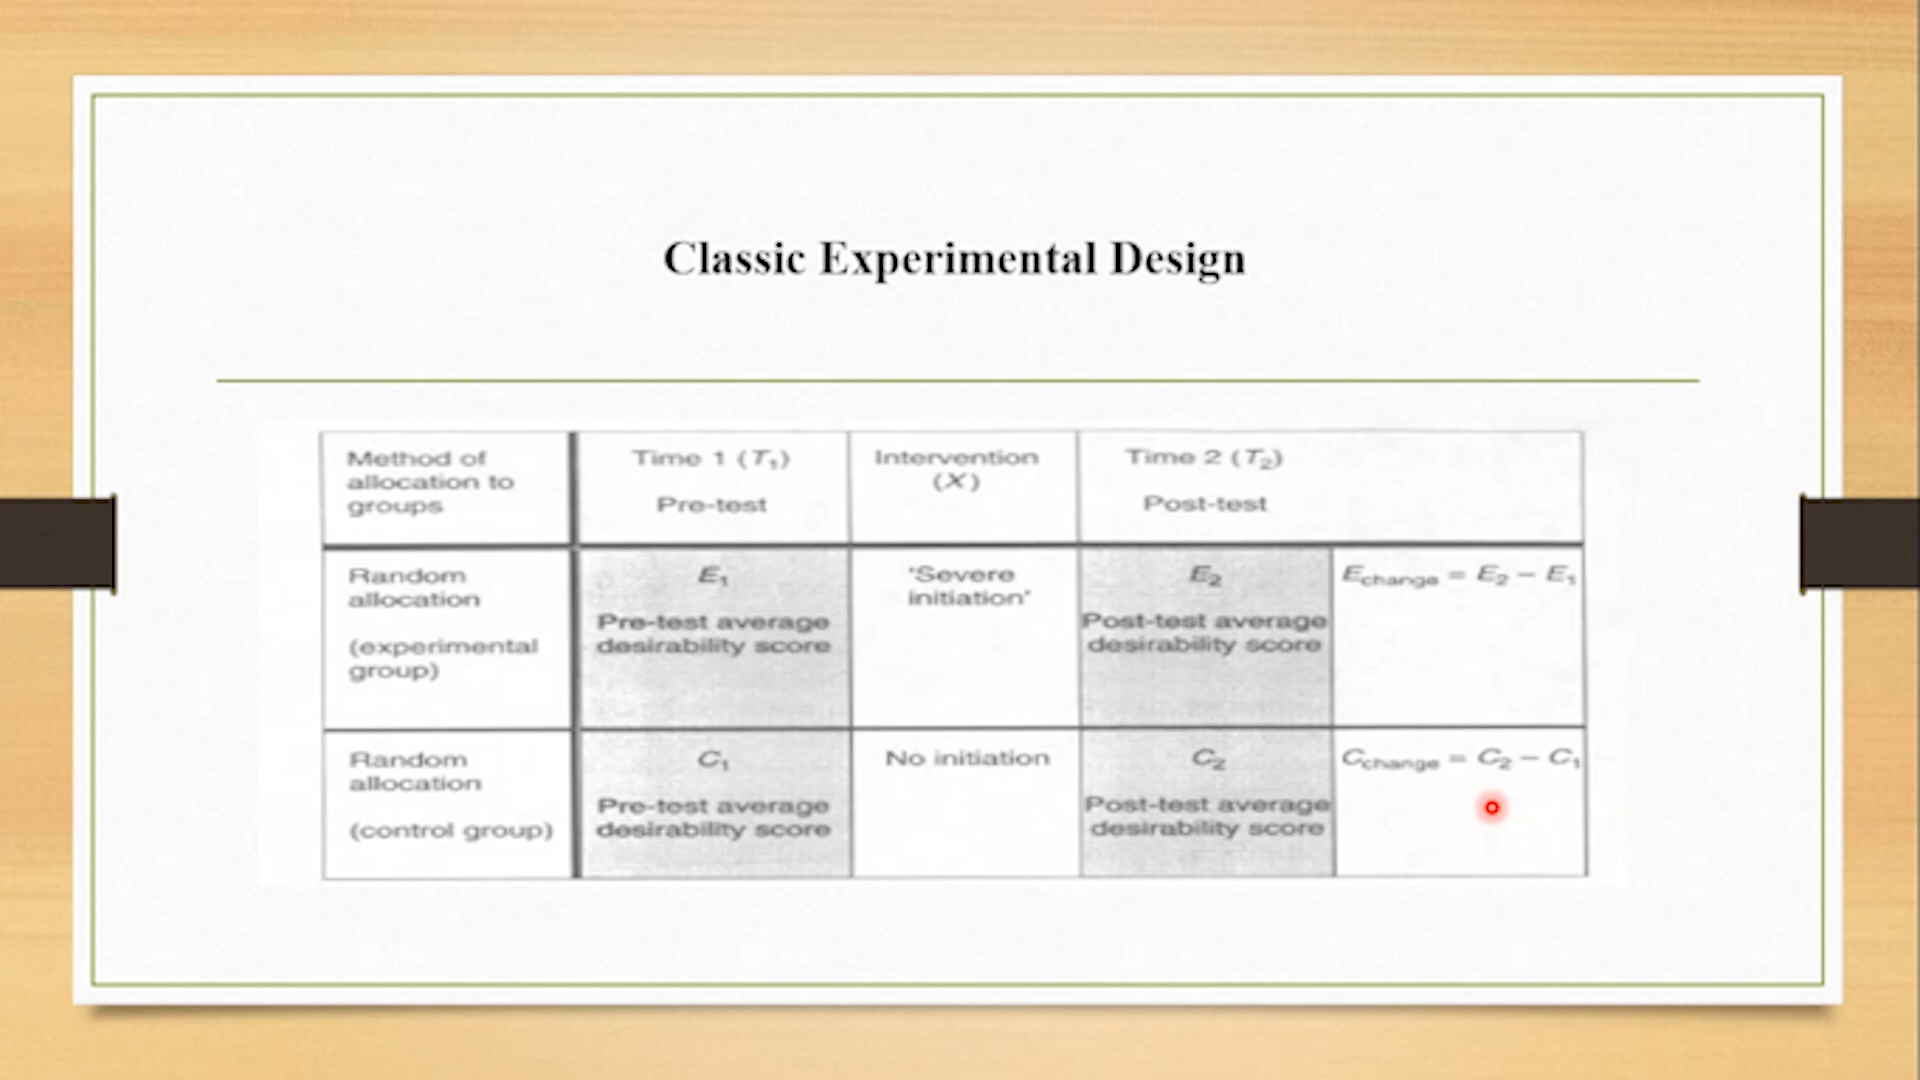 Classic Experimental Design
Method of
allocation to
groups
Time 1 (T₁)
Pre-test
Intervention
(X)
Time 2 (T₂)
Post-test
Random
allocation
(experimental
group)
E₁
Pre-test average
desirability score
'Severe
initiation'
E₂
Post-test average
desirability score
Echange = E₂ − E₁
Random
allocation
(control group)
C₁
Pre-test average
desirability score
No initiation
C₂
Post-test average
desirability score
Cchange = C₂ − C₁